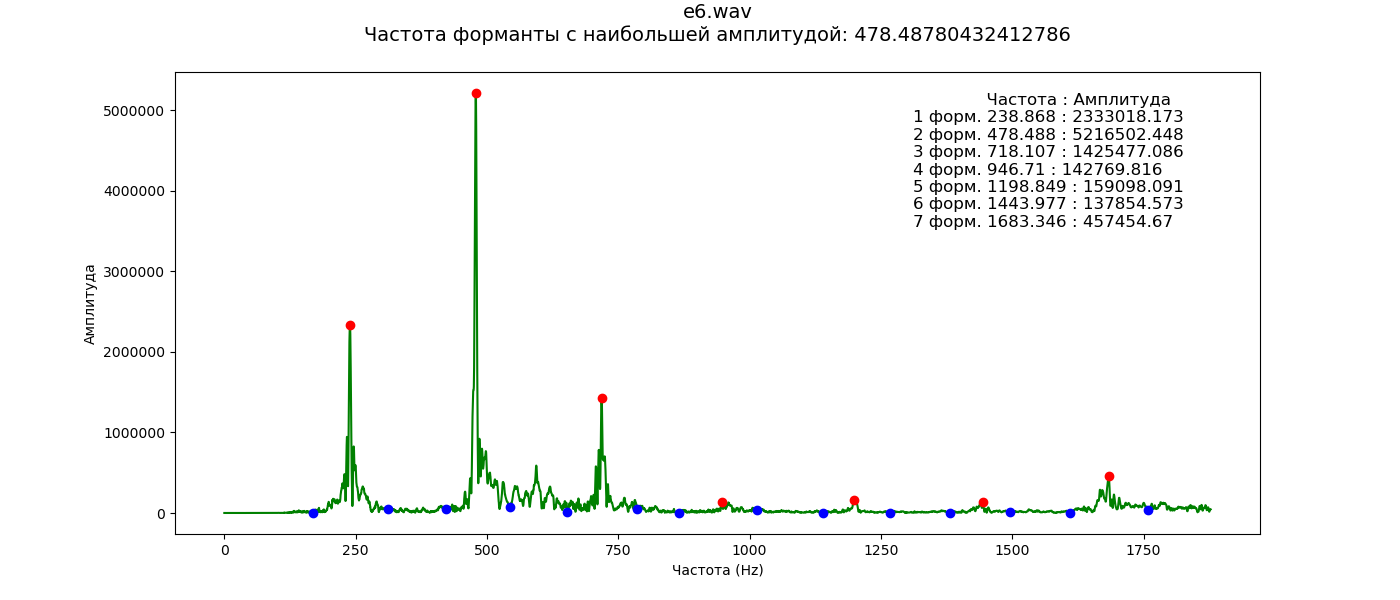 e6.wav
Частота форманты с наибольшей амплитудой: 478.48780432412786
Частота : Амплитуда
1 форм. 238.868 : 2333018.173
2 форм. 478.488 : 5216502.448
3 форм. 718.107 : 1425477.086
4 форм. 946.71 : 142769.816
5 форм. 1198.849 : 159098.091
6 форм. 1443.977 : 137854.573
7 форм. 1683.346 : 457454.67
Амплитуда
5000000
4000000
3000000
2000000
1000000
0
0 250 500 750 1000 1250 1500 1750
Частота (Hz)